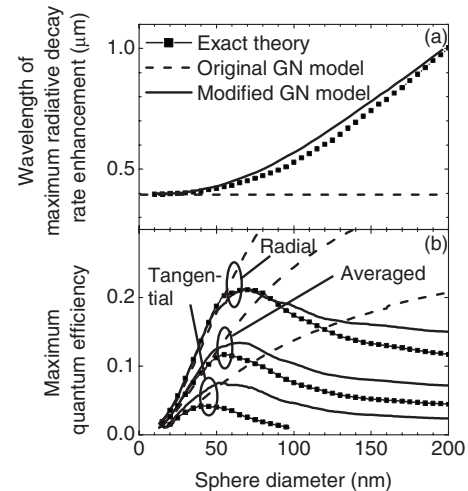 (a)
Exact theory
Original GN model
Modified GN model
Wavelength of
maximum radiative decay
rate enhancement (μm)
1.0
0.5
(b)
Radial
Tangen-
tial
Averaged
Maximum
quantum efficiency
0.2
0.1
0.0
0
50
100
150
200
Sphere diameter (nm)